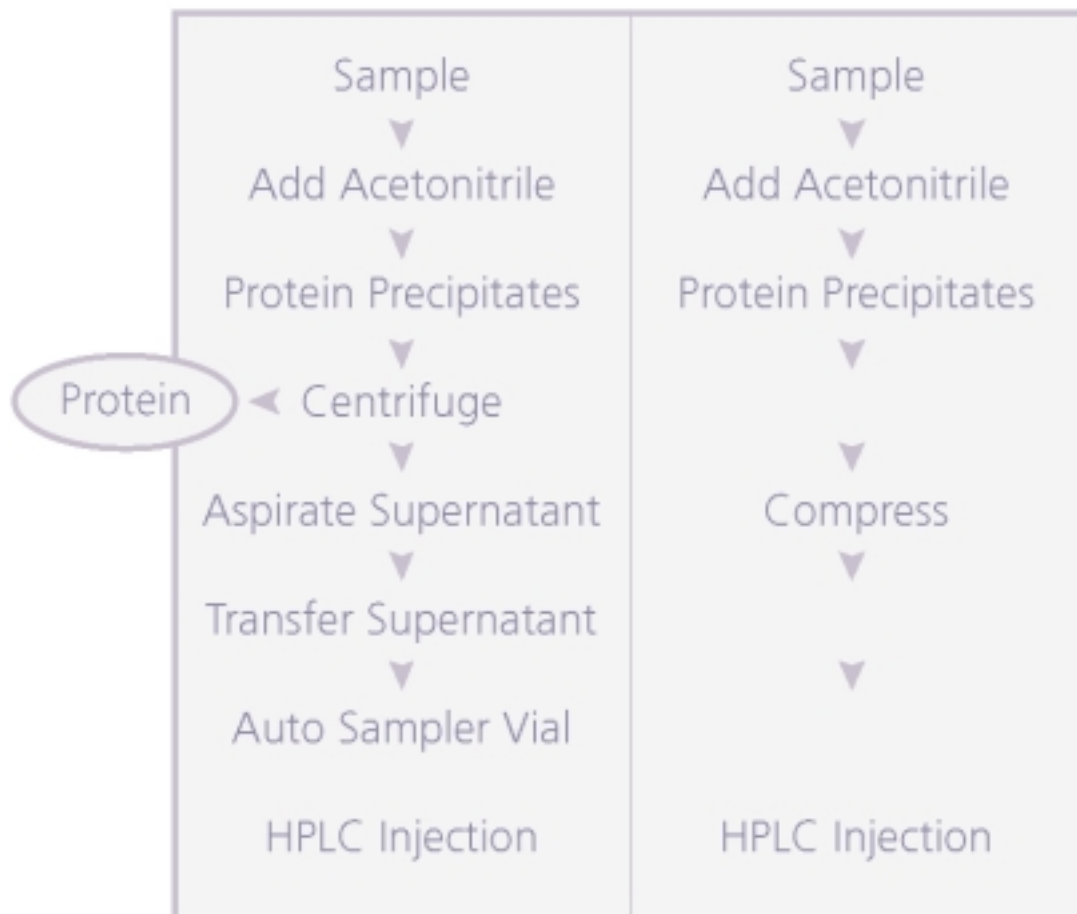 Sample
Add Acetonitrile
Protein Precipitates
Protein
Centrifuge
Aspirate Supernatant
Transfer Supernatant
Auto Sampler Vial
HPLC Injection
Sample
Add Acetonitrile
Protein Precipitates
Compress
HPLC Injection